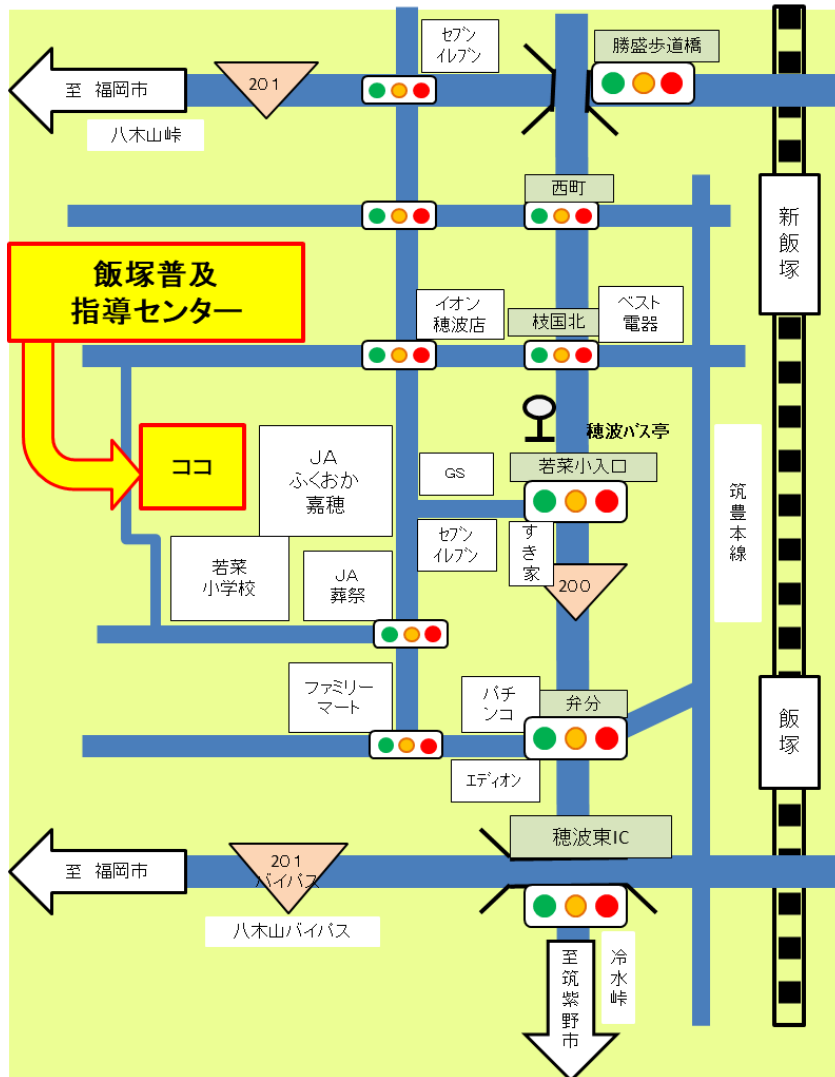 セブン
イレブン
勝盛歩道橋
至 福岡市
201
八木山峠
西町
新飯塚
飯塚普及
指導センター
イオン
穂波店
枝国北
ベスト
電器
穂波バス亭
ココ
JA
ふくおか
嘉穂
GS
若菜小入口
筑豊本線
セブン
イレブン
すき家
若菜
小学校
JA
葬祭
200
ファミリー
マート
パチ
ンコ
弁分
飯塚
エディオン
穂波東IC
至 福岡市
201
バイパス
八木山バイパス
至筑紫野市
冷水峠